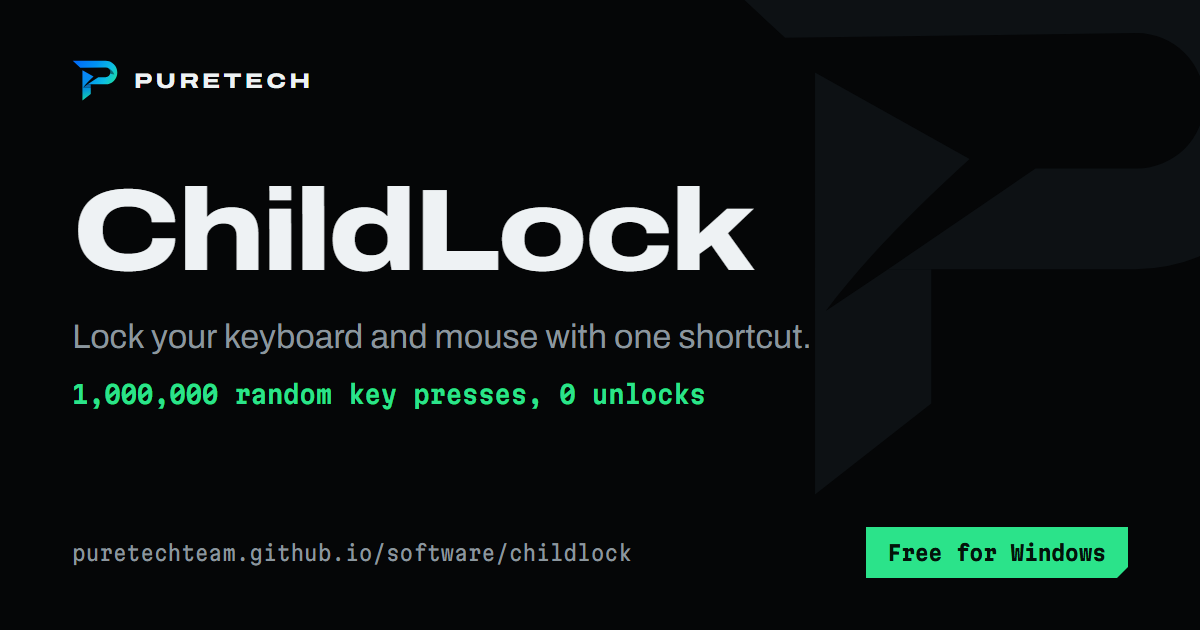 PURETECH
ChildLock
Lock your keyboard and mouse with one shortcut.
1,000,000 random key presses, 0 unlocks
puretechteam.github.io/software/childlock
Free for Windows